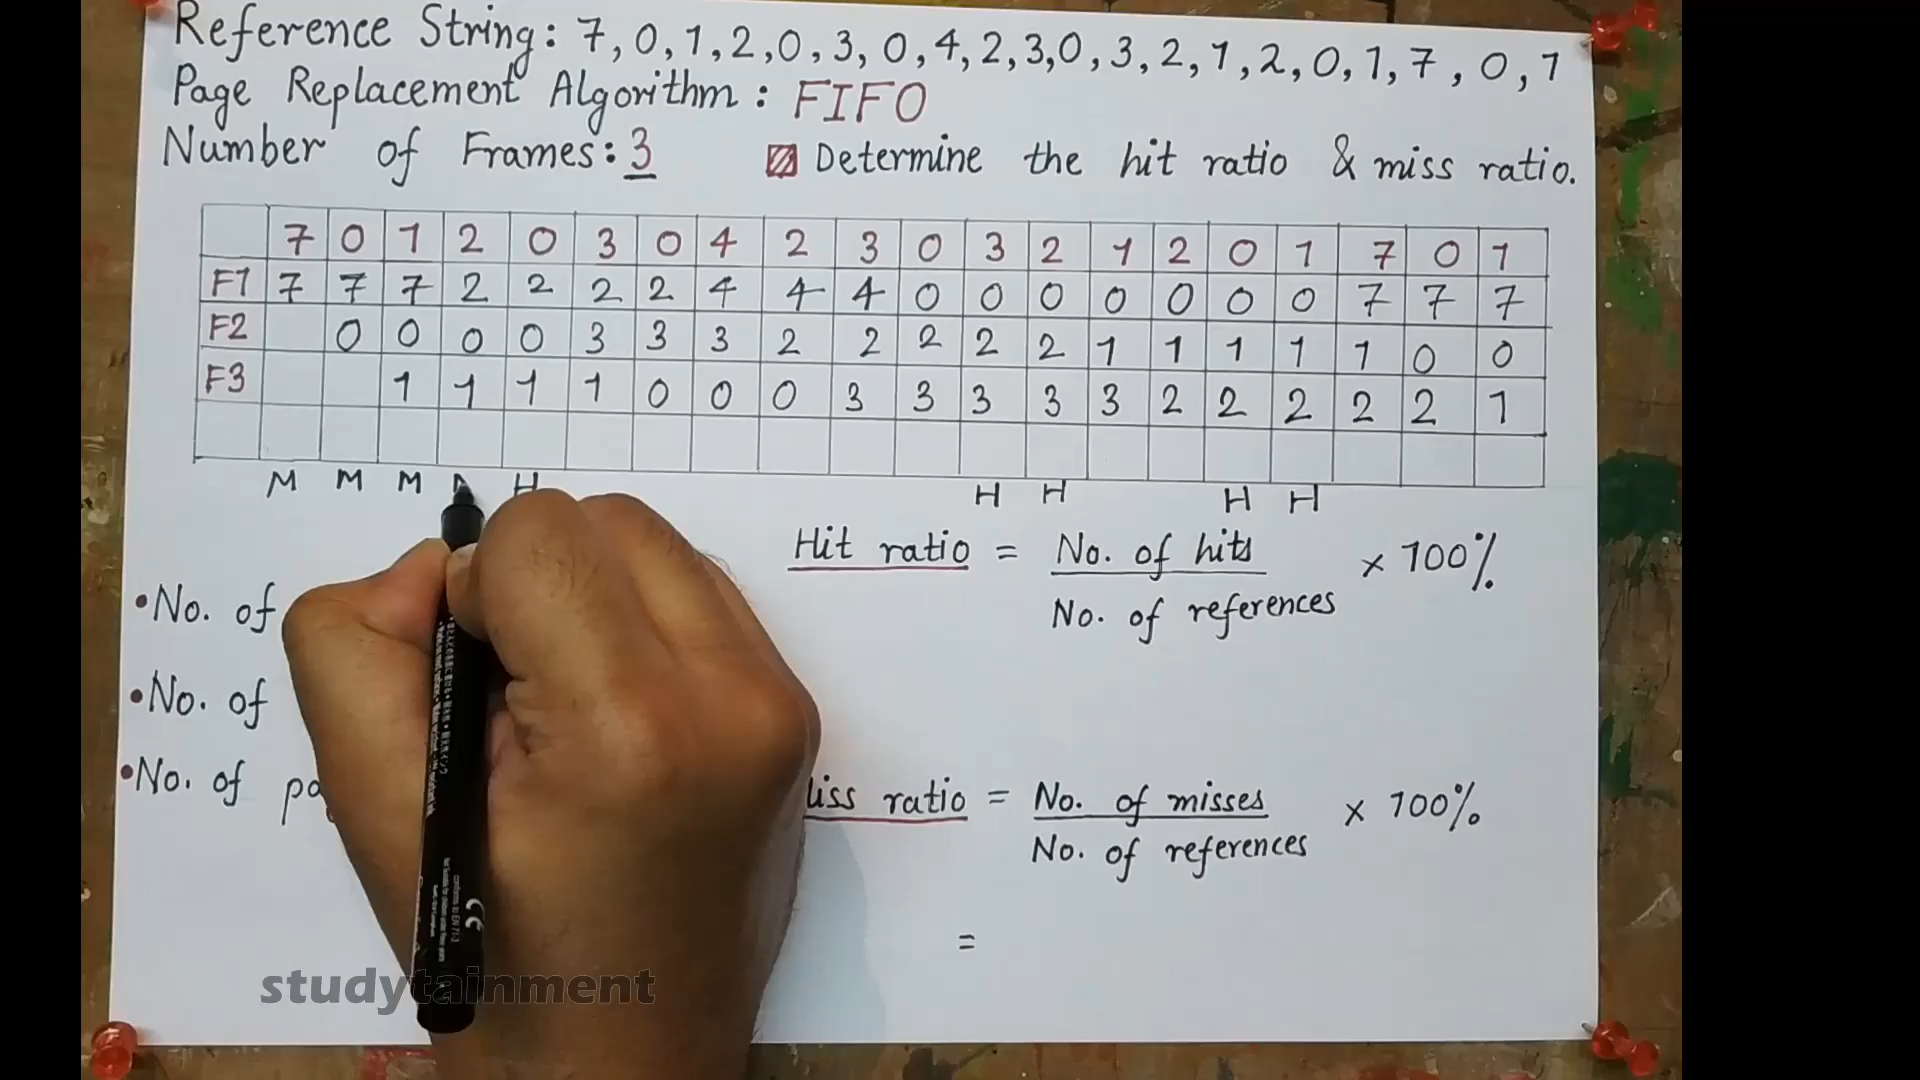 Reference String: 7, 0, 1, 2, 0, 3, 0, 4, 2, 3, 0, 3, 2, 1, 2, 0, 1, 7, 0, 1
Page Replacement Algorithm: FIFO
Number of Frames: 3
Determine the hit ratio & miss ratio.
7 0 1 2 0 3 0 4 2 3 0 3 2 1 2 0 1 7 0 1
F1 7 7 7 2 2 2 2 4 4 4 0 0 0 0 0 0 0 7 7 7
F2 0 0 0 0 3 3 3 2 2 2 2 2 1 1 1 1 1 0 0
F3 1 1 1 1 0 0 0 3 3 3 3 3 2 2 2 2 2 1
M M M H H H H H
Hit ratio = No. of hits × 100%
No. of references
• No. of
• No. of
• No. of
ratio = No. of misses × 100%
No. of references
=
studytainment
conforms to EN 71-3
CE